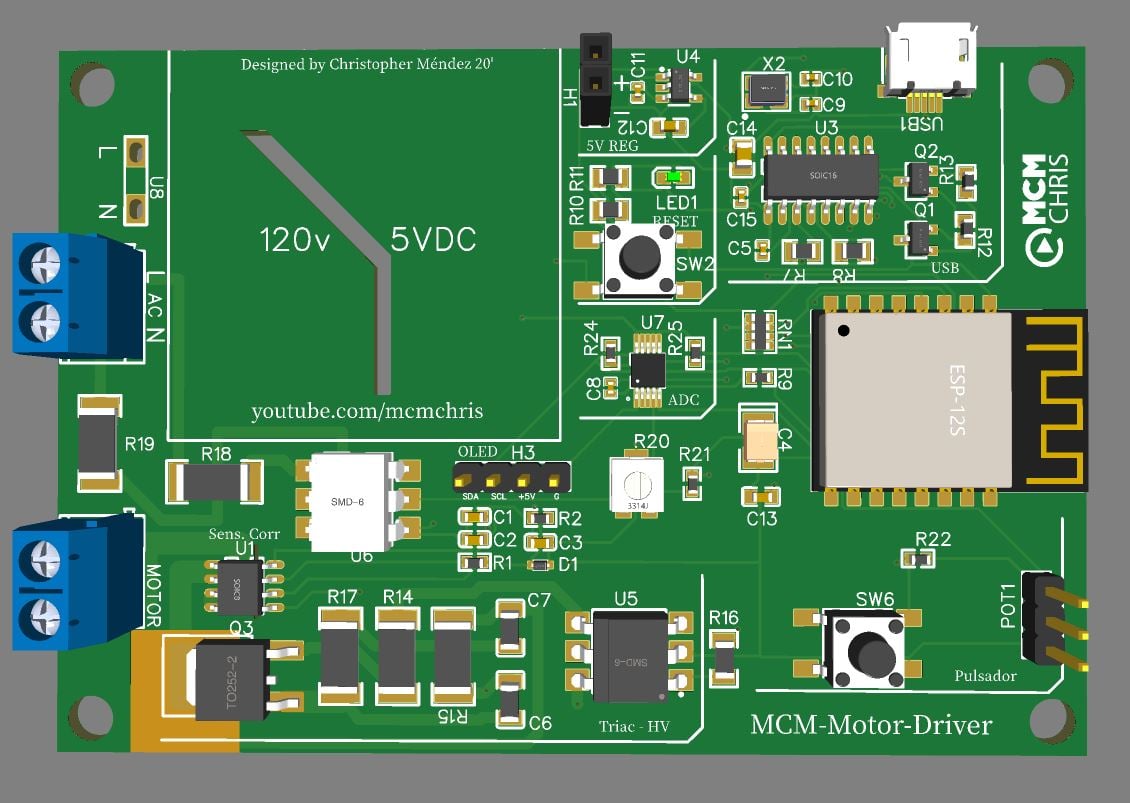 Designed by Christopher Méndez 20'
L
N
U8
120v
5VDC
youtube.com/mcmchris
L
AC
N
H1
+
−
C11
U4
C12
5V REG
X2
C10
C9
C14
U3
USB1
Q2
R13
MCM
CHRIS
R11
LED1
R10
RESET
SW2
C15
SOIC16
Q1
R12
C5
R7
R8
USB
R24
U7
R25
C8
ADC
RN1
R9
ESP-12S
R19
R18
SMD-6
U6
OLED
H3
SDA
SCL
+5V
G
R20
3314J
R21
C4
C13
C1
R2
C2
C3
R1
D1
Sens. Corr
U1
SOIC8
MOTOR
Q3
TO252-2
R17
R14
R15
C7
C6
U5
SMD-6
R16
Triac - HV
R22
SW6
POT1
Pulsador
MCM-Motor-Driver